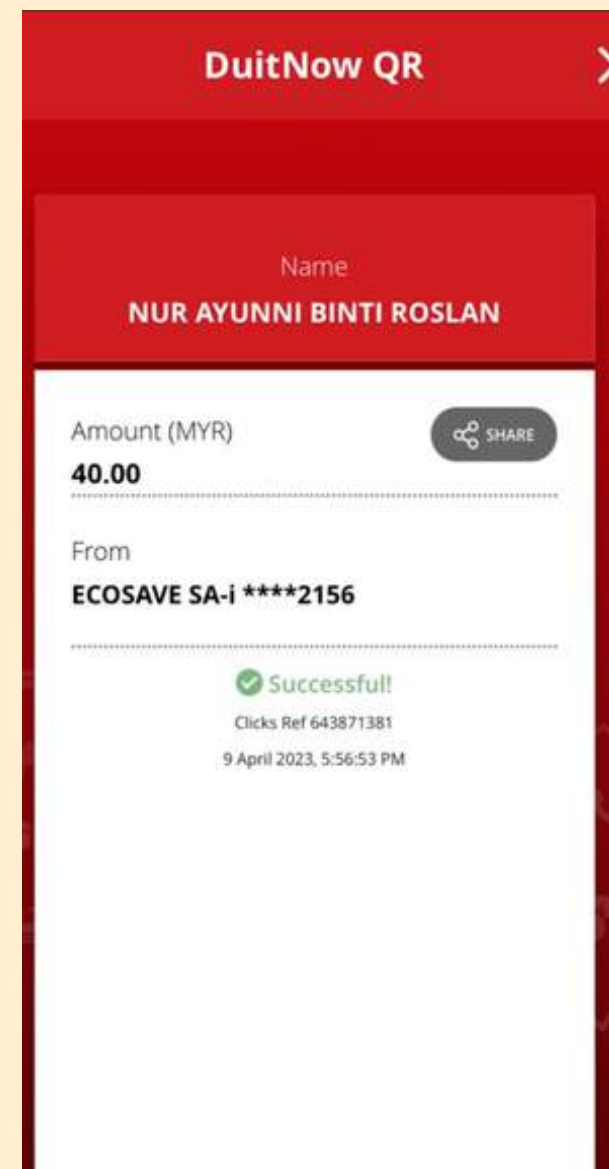 DuitNow QR
Name
NUR AYUNNI BINTI ROSLAN
Amount (MYR)
SHARE
40.00
From
ECOSAVE SA-i ****2156
Successful!
Clicks Ref 643871381
9 April 2023, 5:56:53 PM